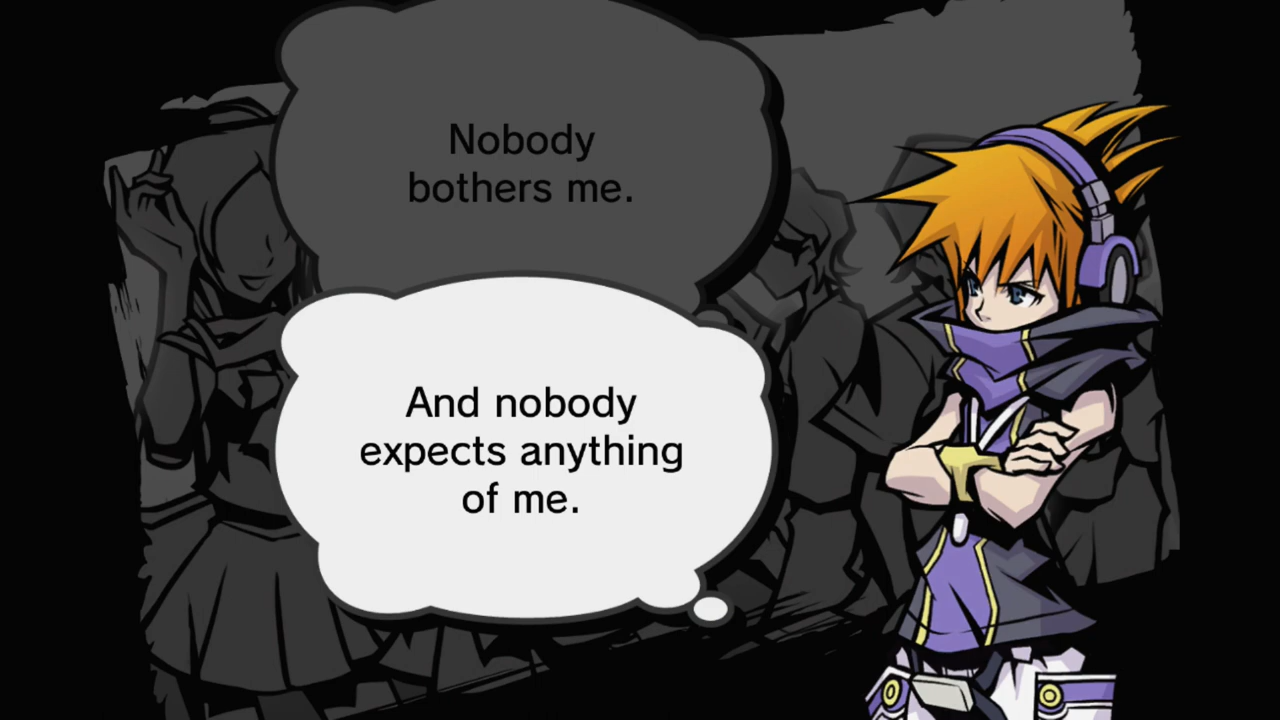 Nobody
bothers me.
And nobody
expects anything
of me.